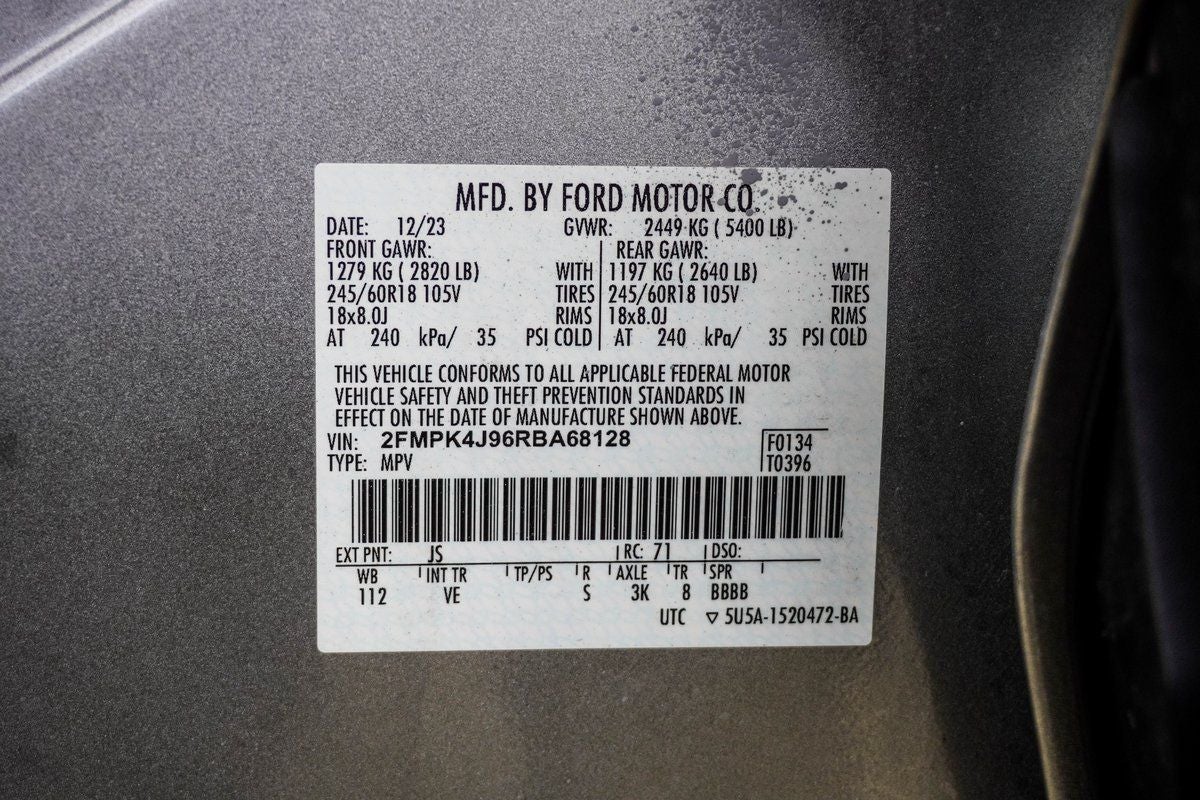 MFD. BY FORD MOTOR CO.
DATE: 12/23 GVWR: 2449 KG ( 5400 LB)
FRONT GAWR: REAR GAWR:
1279 KG ( 2820 LB) WITH 1197 KG ( 2640 LB) WITH
245/60R18 105V TIRES 245/60R18 105V TIRES
18x8.0J RIMS 18x8.0J RIMS
AT 240 kPa/ 35 PSI COLD AT 240 kPa/ 35 PSI COLD
THIS VEHICLE CONFORMS TO ALL APPLICABLE FEDERAL MOTOR
VEHICLE SAFETY AND THEFT PREVENTION STANDARDS IN
EFFECT ON THE DATE OF MANUFACTURE SHOWN ABOVE.
VIN: 2FMPK4J96RBA68128 F0134
TYPE: MPV T0396
EXT PNT: JS RC: 71 DSO:
WB INT TR TP/PS R AXLE TR SPR
112 VE S 3K 8 BBBB
UTC ▽ 5U5A-1520472-BA